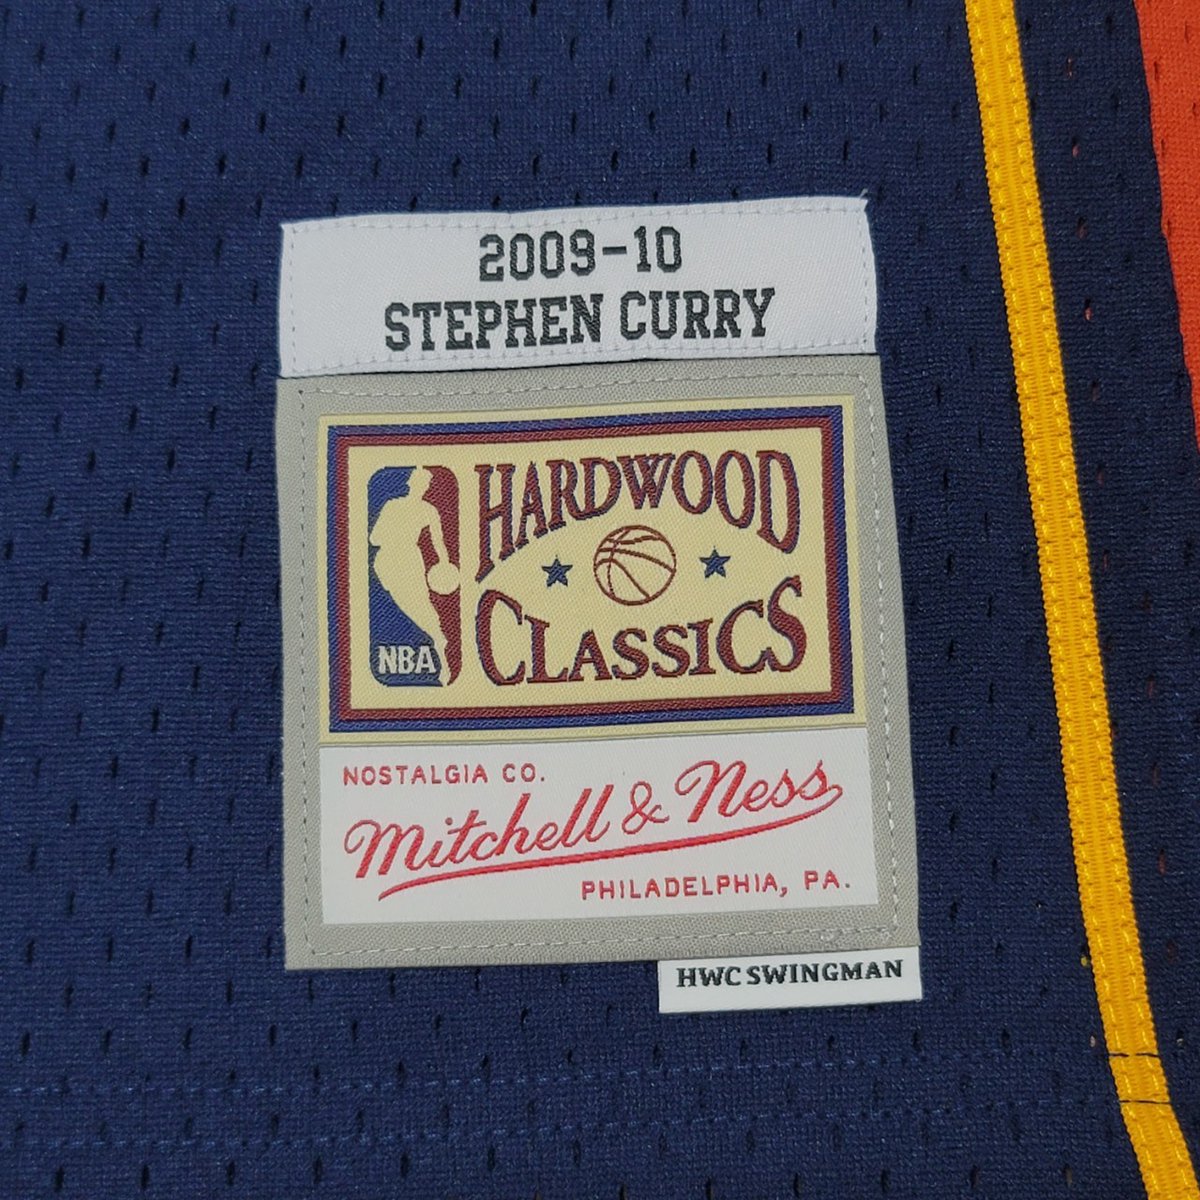 2009-10
STEPHEN CURRY
HARDWOOD
CLASSICS
NBA
NOSTALGIA CO.
Mitchell & Ness
PHILADELPHIA, PA.
HWC SWINGMAN